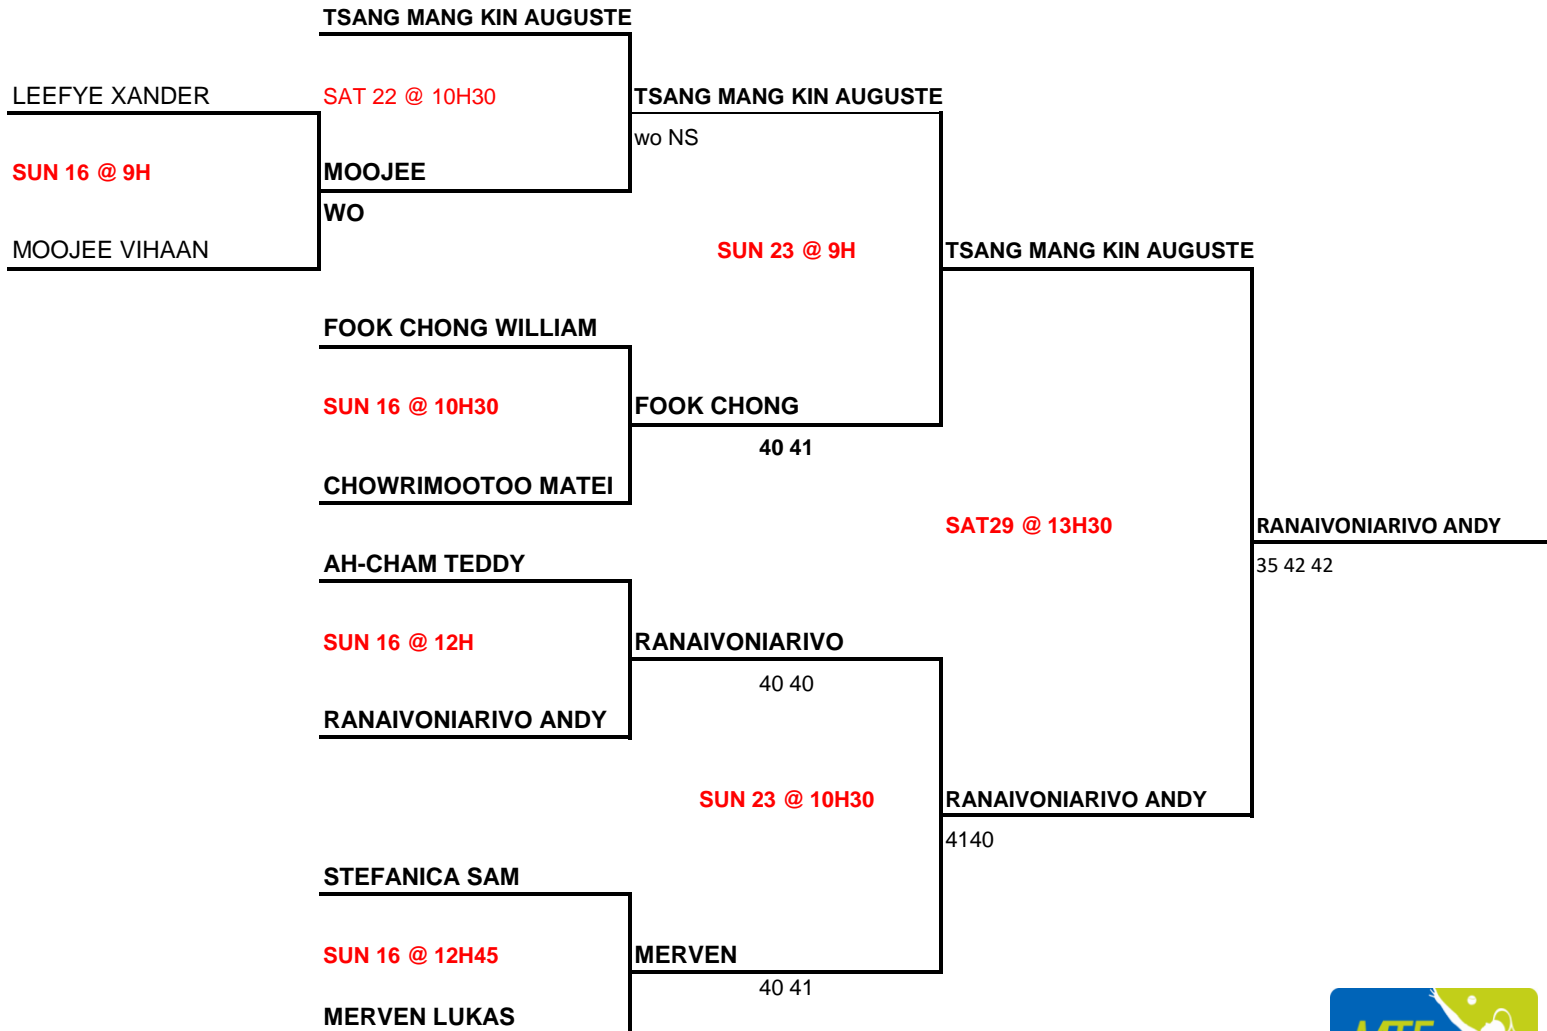 TSANG MANG KIN AUGUSTE
LEEFYE XANDER
SAT 22 @ 10H30
TSANG MANG KIN AUGUSTE
wo NS
SUN 16 @ 9H
MOOJEE
WO
MOOJEE VIHAAN
SUN 23 @ 9H
TSANG MANG KIN AUGUSTE
FOOK CHONG WILLIAM
SUN 16 @ 10H30
FOOK CHONG
40 41
CHOWRIMOOTOO MATEI
SAT29 @ 13H30
RANAIVONIARIVO ANDY
35 42 42
AH-CHAM TEDDY
SUN 16 @ 12H
RANAIVONIARIVO
40 40
RANAIVONIARIVO ANDY
SUN 23 @ 10H30
RANAIVONIARIVO ANDY
4140
STEFANICA SAM
SUN 16 @ 12H45
MERVEN
40 41
MERVEN LUKAS